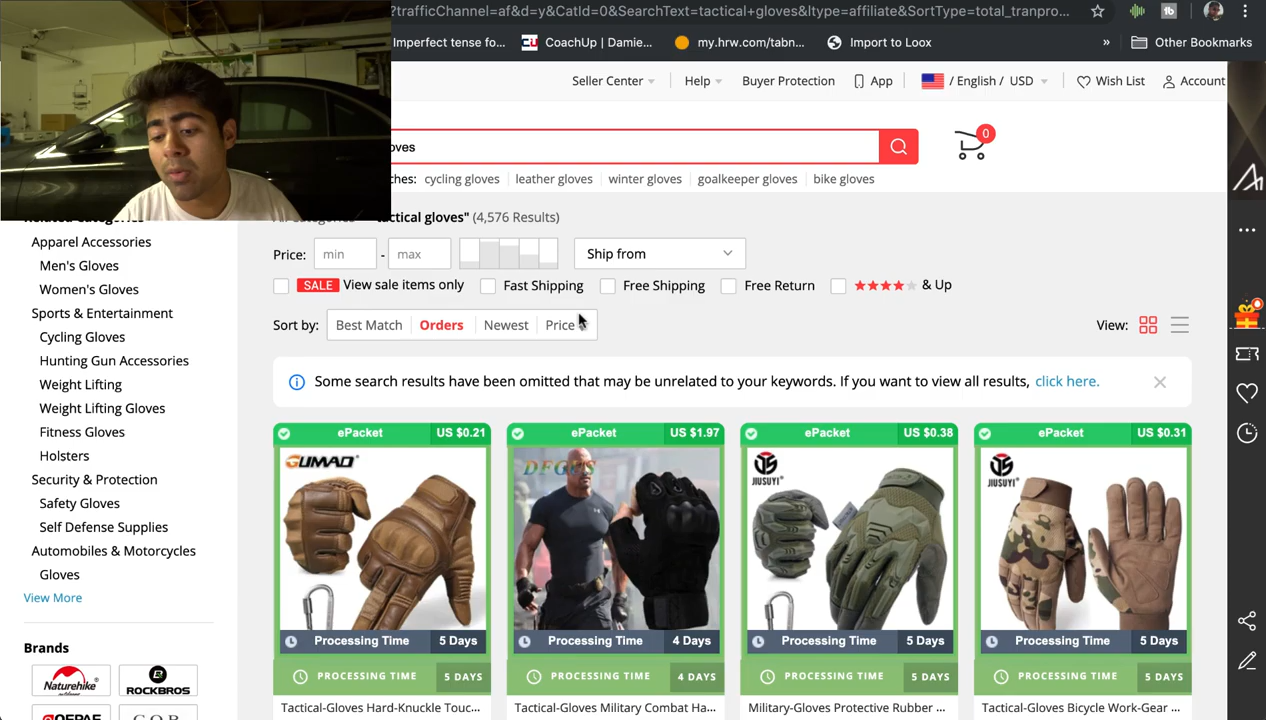 ?trafficChannel=af&d=y&CatId=0&SearchText=tactical+gloves&ltype=affiliate&SortType=total_tranpro...
Imperfect tense fo...
CU CoachUp | Damie...
my.hrw.com/tabn...
Import to Loox
»
Other Bookmarks
Seller Center
Help
Buyer Protection
App
/ English / USD
Wish List
Account
oves
0
ches: cycling gloves leather gloves winter gloves goalkeeper gloves bike gloves
tactical gloves" (4,576 Results)
Price: min - max Ship from
SALE View sale items only Fast Shipping Free Shipping Free Return & Up
Sort by: Best Match Orders Newest Price View:
Some search results have been omitted that may be unrelated to your keywords. If you want to view all results, click here.
Apparel Accessories
Men's Gloves
Women's Gloves
Sports & Entertainment
Cycling Gloves
Hunting Gun Accessories
Weight Lifting
Weight Lifting Gloves
Fitness Gloves
Holsters
Security & Protection
Safety Gloves
Self Defense Supplies
Automobiles & Motorcycles
Gloves
View More
Brands
Naturehike
ROCKBROS
ePacket US $0.21
GUMAO
Processing Time 5 Days
PROCESSING TIME 5 DAYS
Tactical-Gloves Hard-Knuckle Touc...
ePacket US $1.97
DFGPS
Processing Time 4 Days
PROCESSING TIME 4 DAYS
Tactical-Gloves Military Combat Ha...
ePacket US $0.38
JIUSUYI
Processing Time 5 Days
PROCESSING TIME 5 DAYS
Military-Gloves Protective Rubber ...
ePacket US $0.31
JIUSUYI
Processing Time 5 Days
PROCESSING TIME 5 DAYS
Tactical-Gloves Bicycle Work-Gear ...